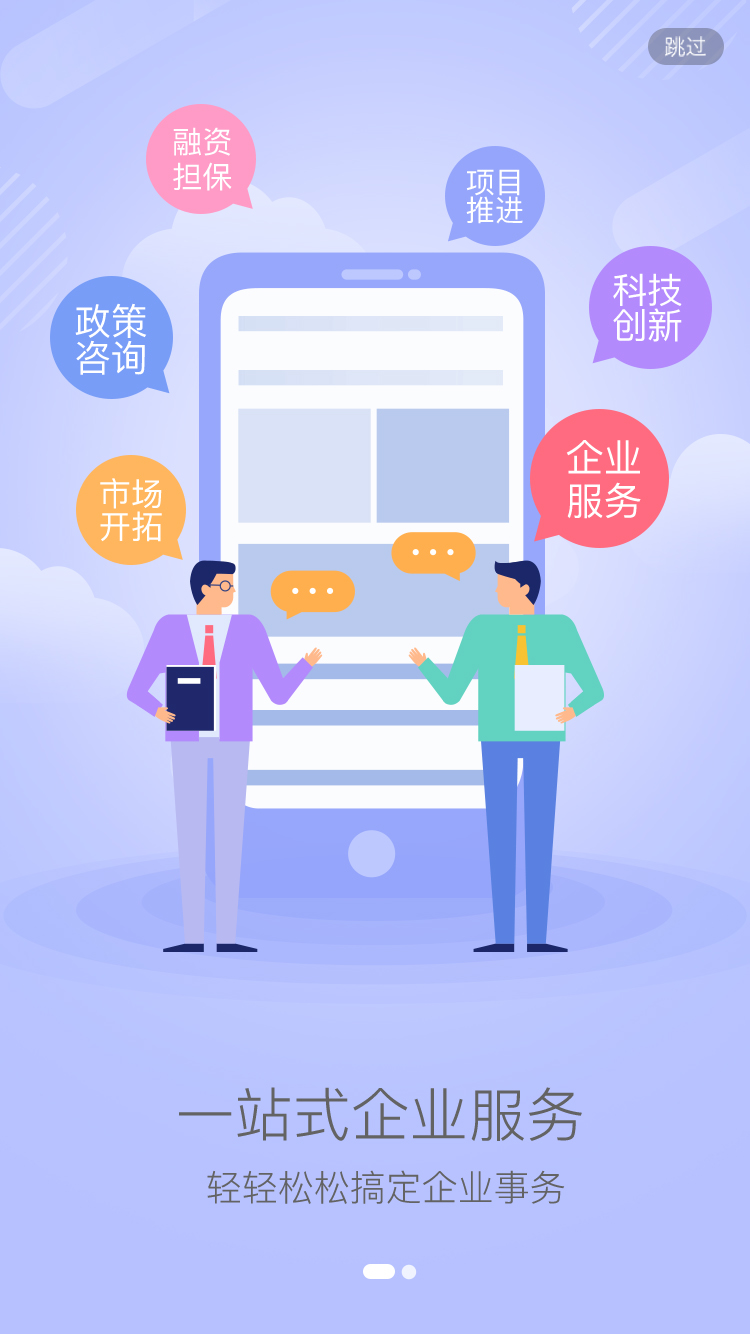 跳过
融资
担保
项目
推进
政策
咨询
科技
创新
市场
开拓
企业
服务
一站式企业服务
轻轻松松搞定企业事务